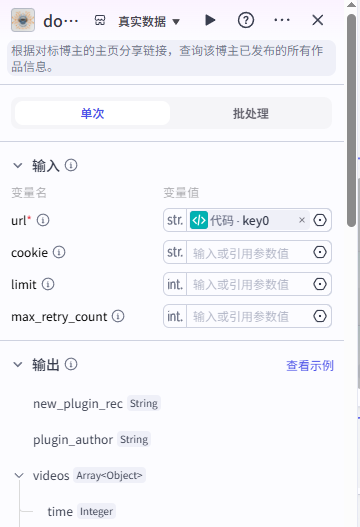 do...
真实数据
根据对标博主的主页分享链接，查询该博主已发布的所有作
品信息。
单次
批处理
输入
变量名 变量值
url* str. 代码 · key0 ×
cookie str. 输入或引用参数值
limit int. 输入或引用参数值
max_retry_count int. 输入或引用参数值
输出 查看示例
new_plugin_rec String
plugin_author String
videos Array<Object>
time Integer